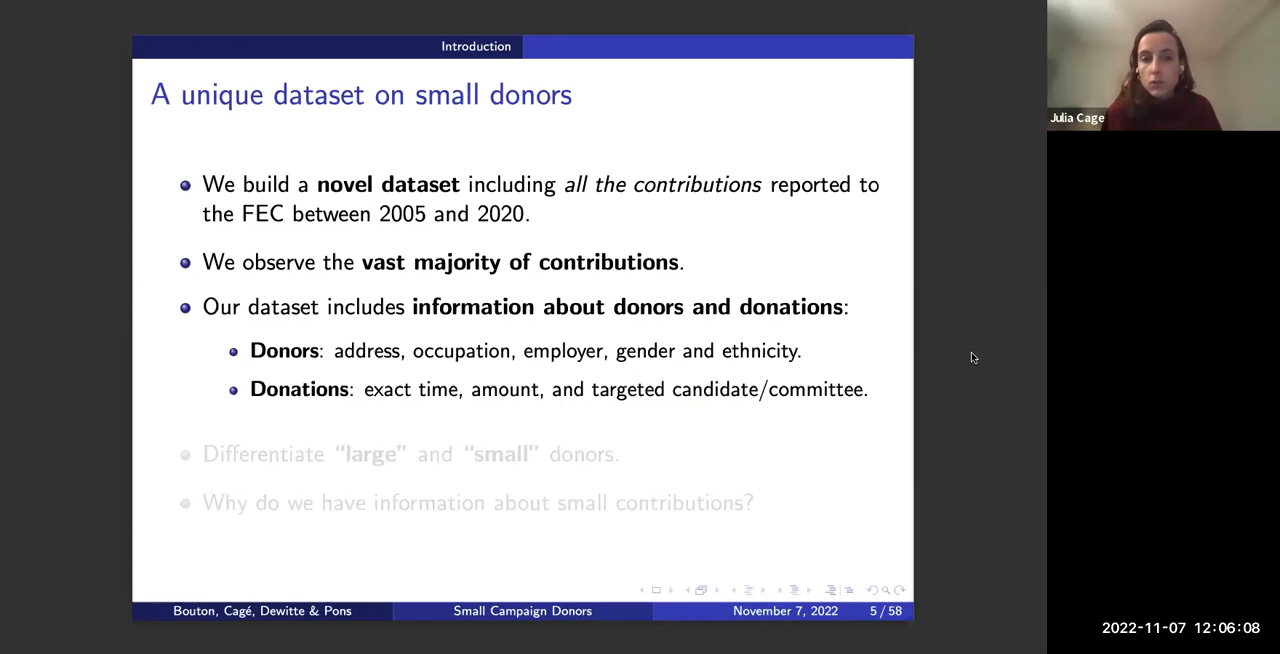 Introduction
A unique dataset on small donors
We build a novel dataset including all the contributions reported to
the FEC between 2005 and 2020.
We observe the vast majority of contributions.
Our dataset includes information about donors and donations:
Donors: address, occupation, employer, gender and ethnicity.
Donations: exact time, amount, and targeted candidate/committee.
Differentiate “large” and “small” donors.
Why do we have information about small contributions?
Bouton, Cagé, Dewitte & Pons
Small Campaign Donors
November 7, 2022
5 / 58
Julia Cage
2022-11-07 12:06:08